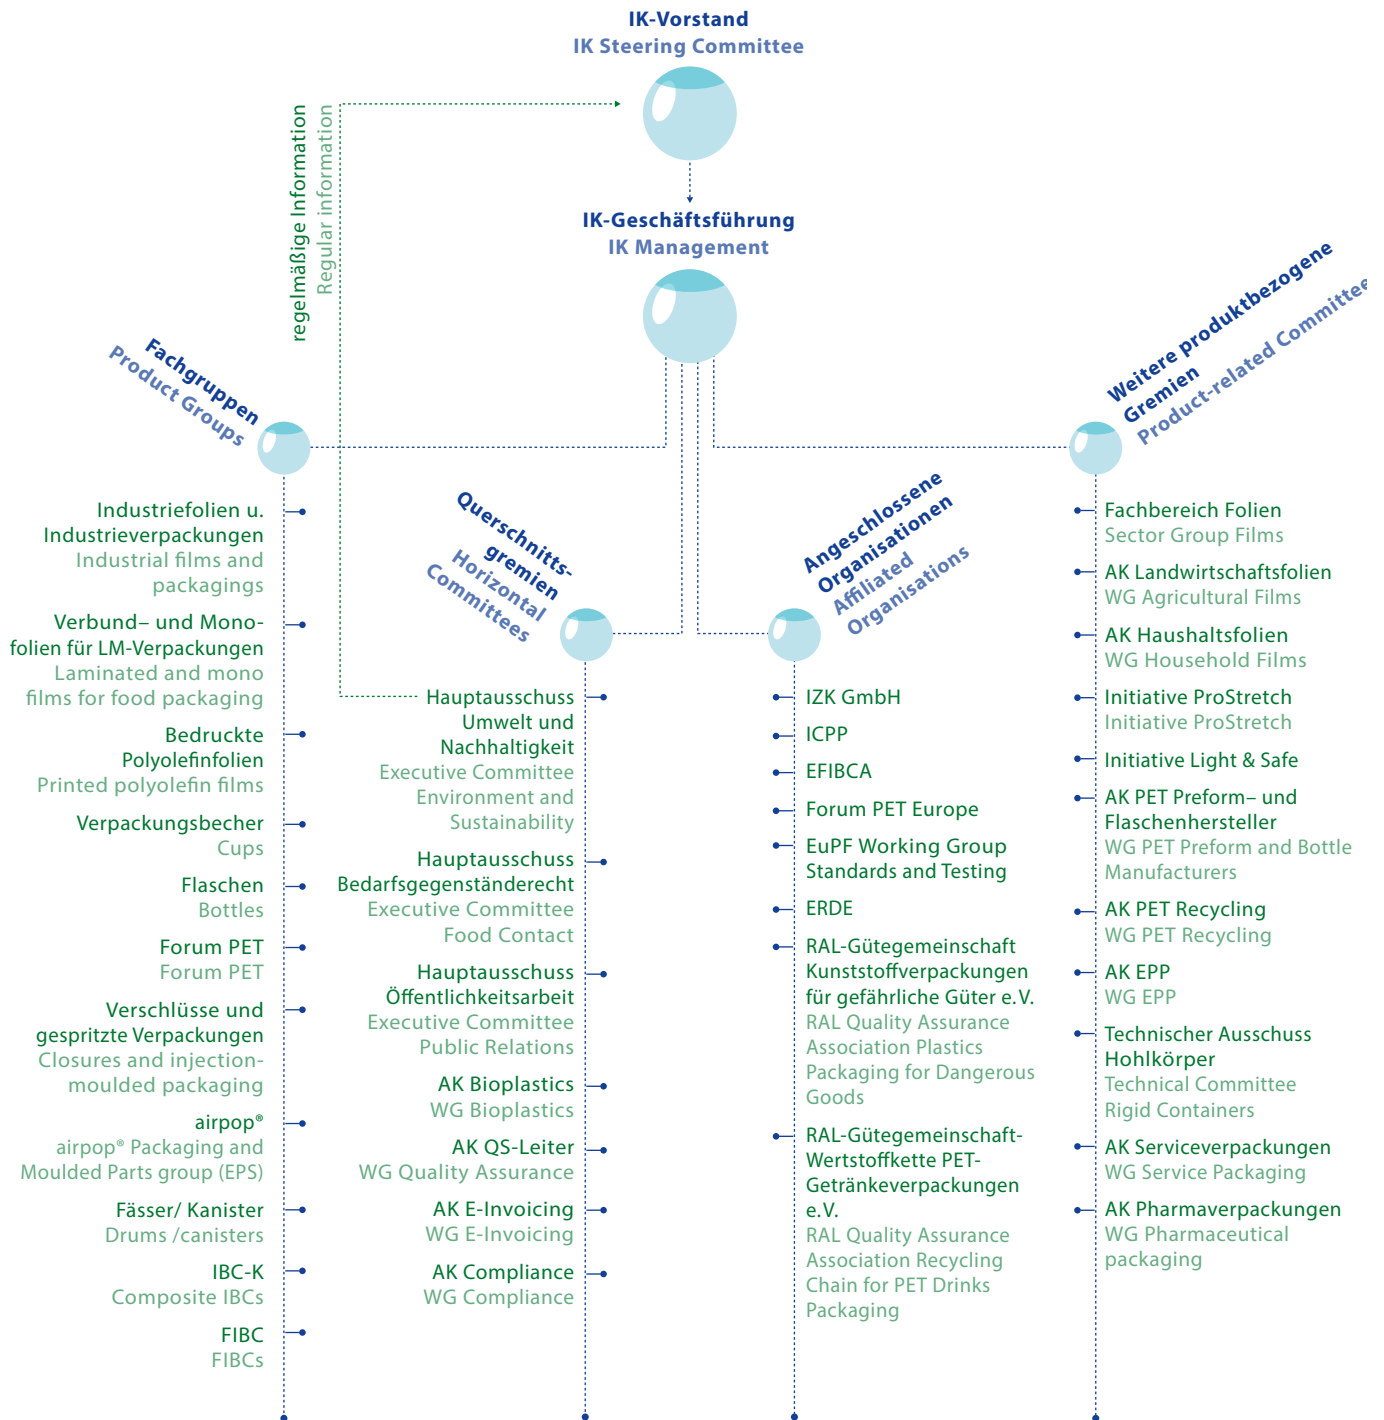 IK-Vorstand
IK Steering Committee
regelmäßige Information
Regular information
IK-Geschäftsführung
IK Management
Fachgruppen
Product Groups
Industriefolien u.
Industrieverpackungen
Industrial films and
packagings
Verbund– und Mono-
folien für LM-Verpackungen
Laminated and mono
films for food packaging
Bedruckte
Polyolefinfolien
Printed polyolefin films
Verpackungsbecher
Cups
Flaschen
Bottles
Forum PET
Forum PET
Verschlüsse und
gespritzte Verpackungen
Closures and injection-
moulded packaging
airpop®
airpop® Packaging and
Moulded Parts group (EPS)
Fässer/ Kanister
Drums /canisters
IBC-K
Composite IBCs
FIBC
FIBCs
Querschnitts-
gremien
Horizontal
Committees
Hauptausschuss
Umwelt und
Nachhaltigkeit
Executive Committee
Environment and
Sustainability
Hauptausschuss
Bedarfsgegenständerecht
Executive Committee
Food Contact
Hauptausschuss
Öffentlichkeitsarbeit
Executive Committee
Public Relations
AK Bioplastics
WG Bioplastics
AK QS-Leiter
WG Quality Assurance
AK E-Invoicing
WG E-Invoicing
AK Compliance
WG Compliance
Angeschlossene
Organisationen
Affiliated
Organisations
IZK GmbH
ICPP
EFIBCA
Forum PET Europe
EuPF Working Group
Standards and Testing
ERDE
RAL-Gütegemeinschaft
Kunststoffverpackungen
für gefährliche Güter e.V.
RAL Quality Assurance
Association Plastics
Packaging for Dangerous
Goods
RAL-Gütegemeinschaft-
Wertstoffkette PET-
Getränkeverpackungen
e.V.
RAL Quality Assurance
Association Recycling
Chain for PET Drinks
Packaging
Weitere produktbezogene
Gremien
Product-related Committee
Fachbereich Folien
Sector Group Films
AK Landwirtschaftsfolien
WG Agricultural Films
AK Haushaltsfolien
WG Household Films
Initiative ProStretch
Initiative ProStretch
Initiative Light & Safe
AK PET Preform– und
Flaschenhersteller
WG PET Preform and Bottle
Manufacturers
AK PET Recycling
WG PET Recycling
AK EPP
WG EPP
Technischer Ausschuss
Hohlkörper
Technical Committee
Rigid Containers
AK Serviceverpackungen
WG Service Packaging
AK Pharmaverpackungen
WG Pharmaceutical
packaging